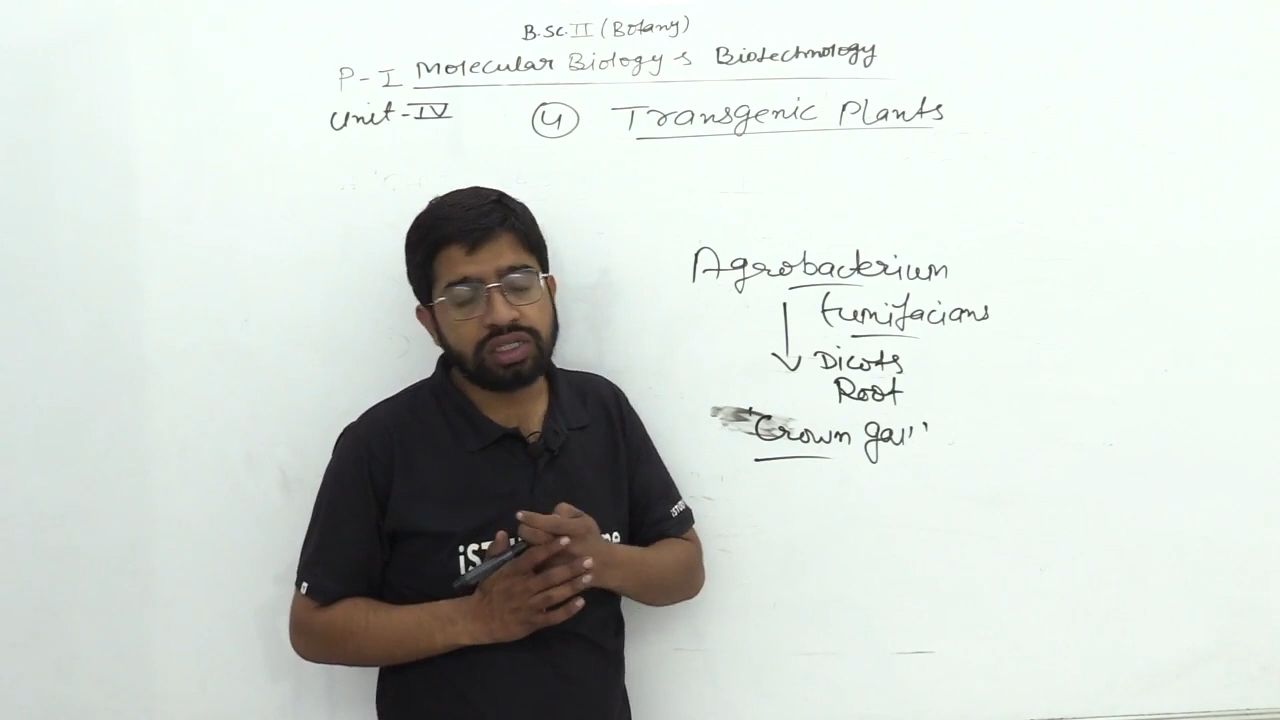 B.Sc. II (Botany)
P-I Molecular Biology & Biotechnology
Unit-IV 4 Transgenic Plants
Agrobacterium
tumifacians
Dicots
Root
"Crown gall"